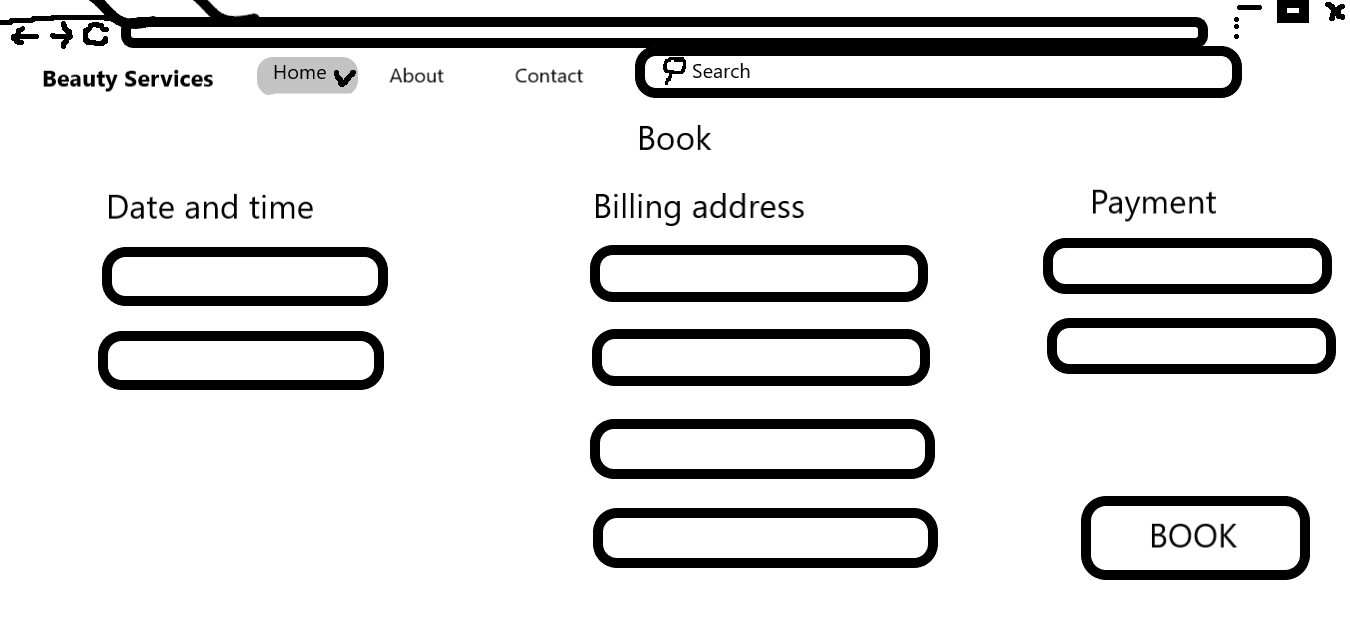 Beauty Services Home About Contact Search
Book
Date and time Billing address Payment
BOOK